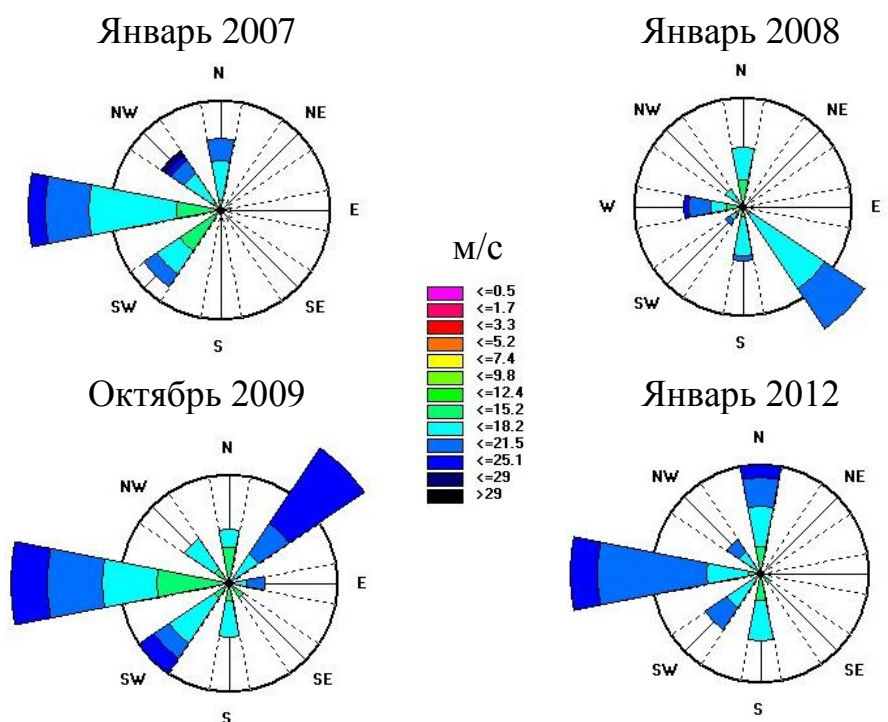 Январь 2007
N
NW
NE
E
SW
SE
S
Январь 2008
N
NW
NE
W
E
SW
SE
S
м/с
<=0.5
<=1.7
<=3.3
<=5.2
<=7.4
<=9.8
<=12.4
<=15.2
<=18.2
<=21.5
<=25.1
<=29
>29
Октябрь 2009
N
NW
NE
E
SW
SE
S
Январь 2012
N
NW
NE
E
SW
SE
S